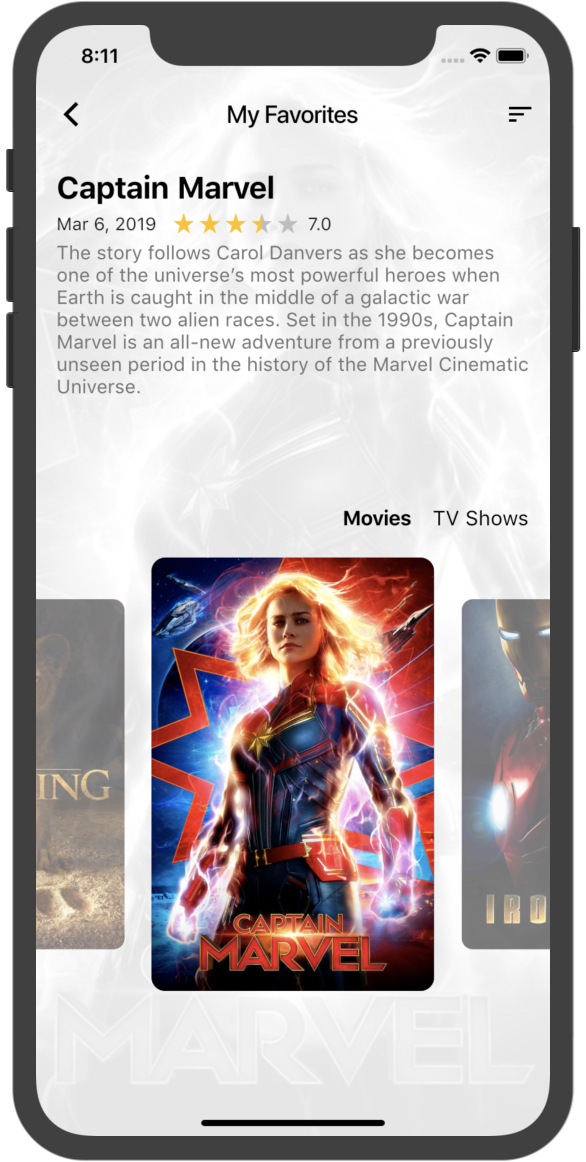 8:11
My Favorites
Captain Marvel
Mar 6, 2019 7.0
The story follows Carol Danvers as she becomes
one of the universe’s most powerful heroes when
Earth is caught in the middle of a galactic war
between two alien races. Set in the 1990s, Captain
Marvel is an all-new adventure from a previously
unseen period in the history of the Marvel Cinematic
Universe.
Movies TV Shows
ING
CAPTAIN
MARVEL
IRO
MARVEL